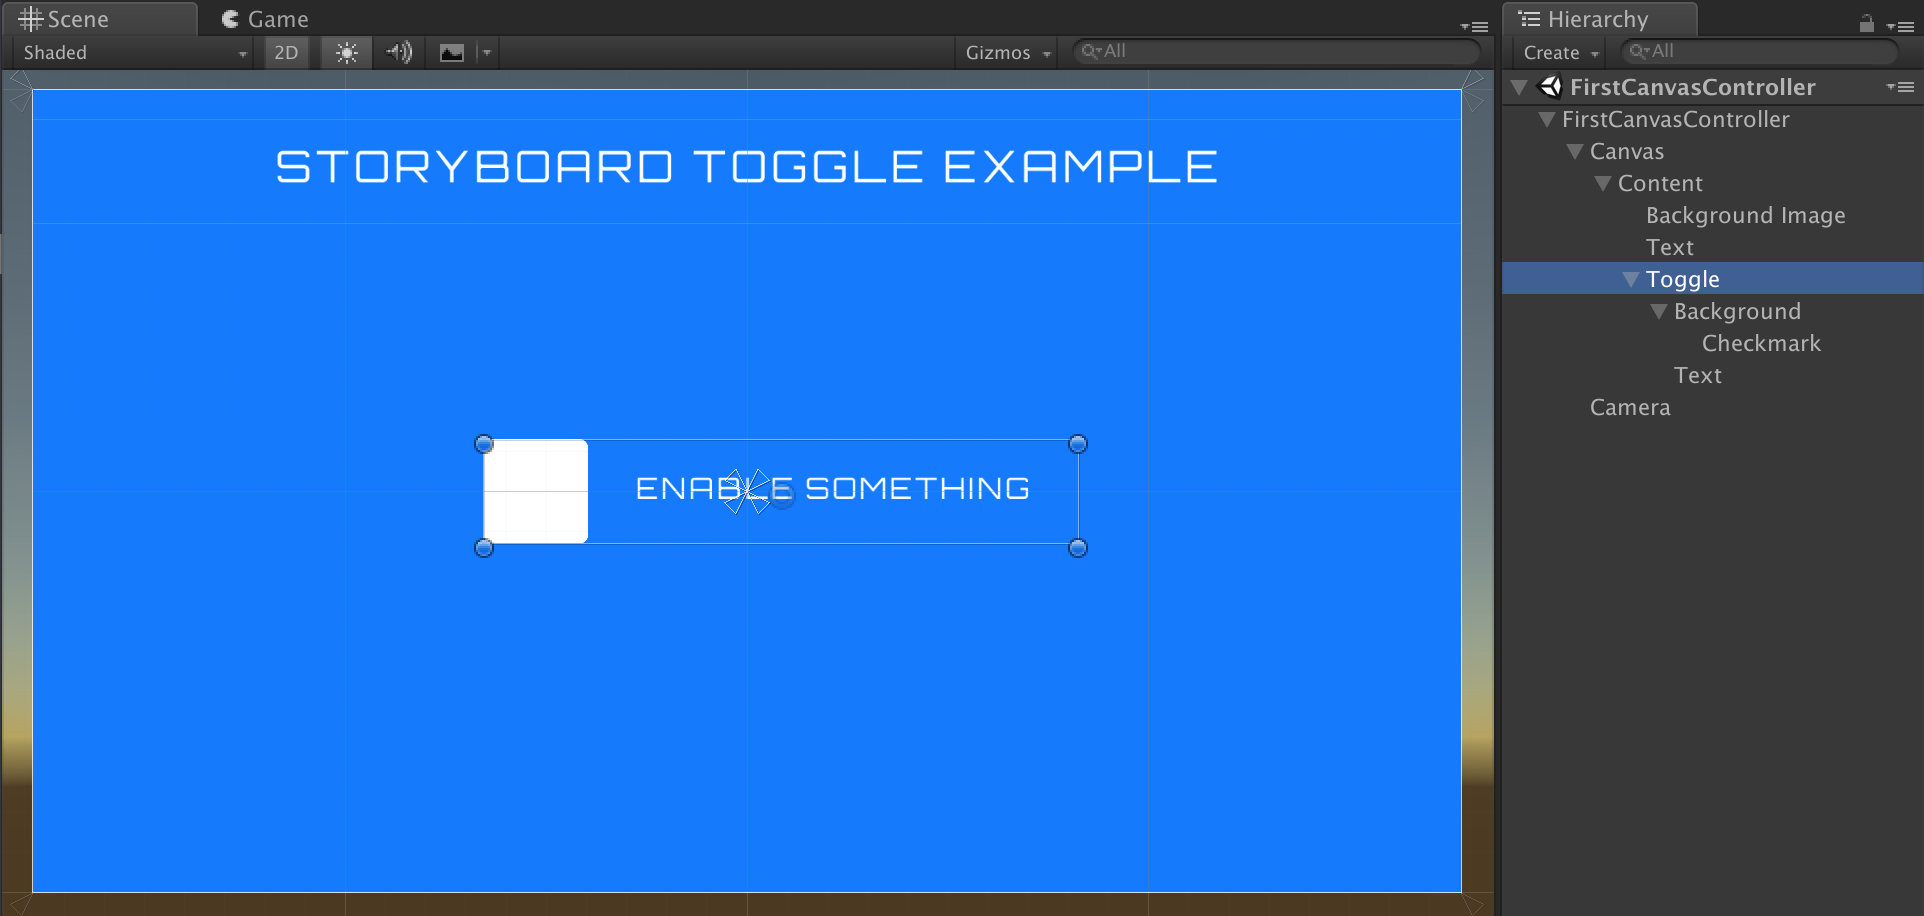 Scene
Game
Shaded
2D
Gizmos
All
STORYBOARD TOGGLE EXAMPLE
ENABLE SOMETHING
Hierarchy
Create
All
FirstCanvasController
FirstCanvasController
Canvas
Content
Background Image
Text
Toggle
Background
Checkmark
Text
Camera